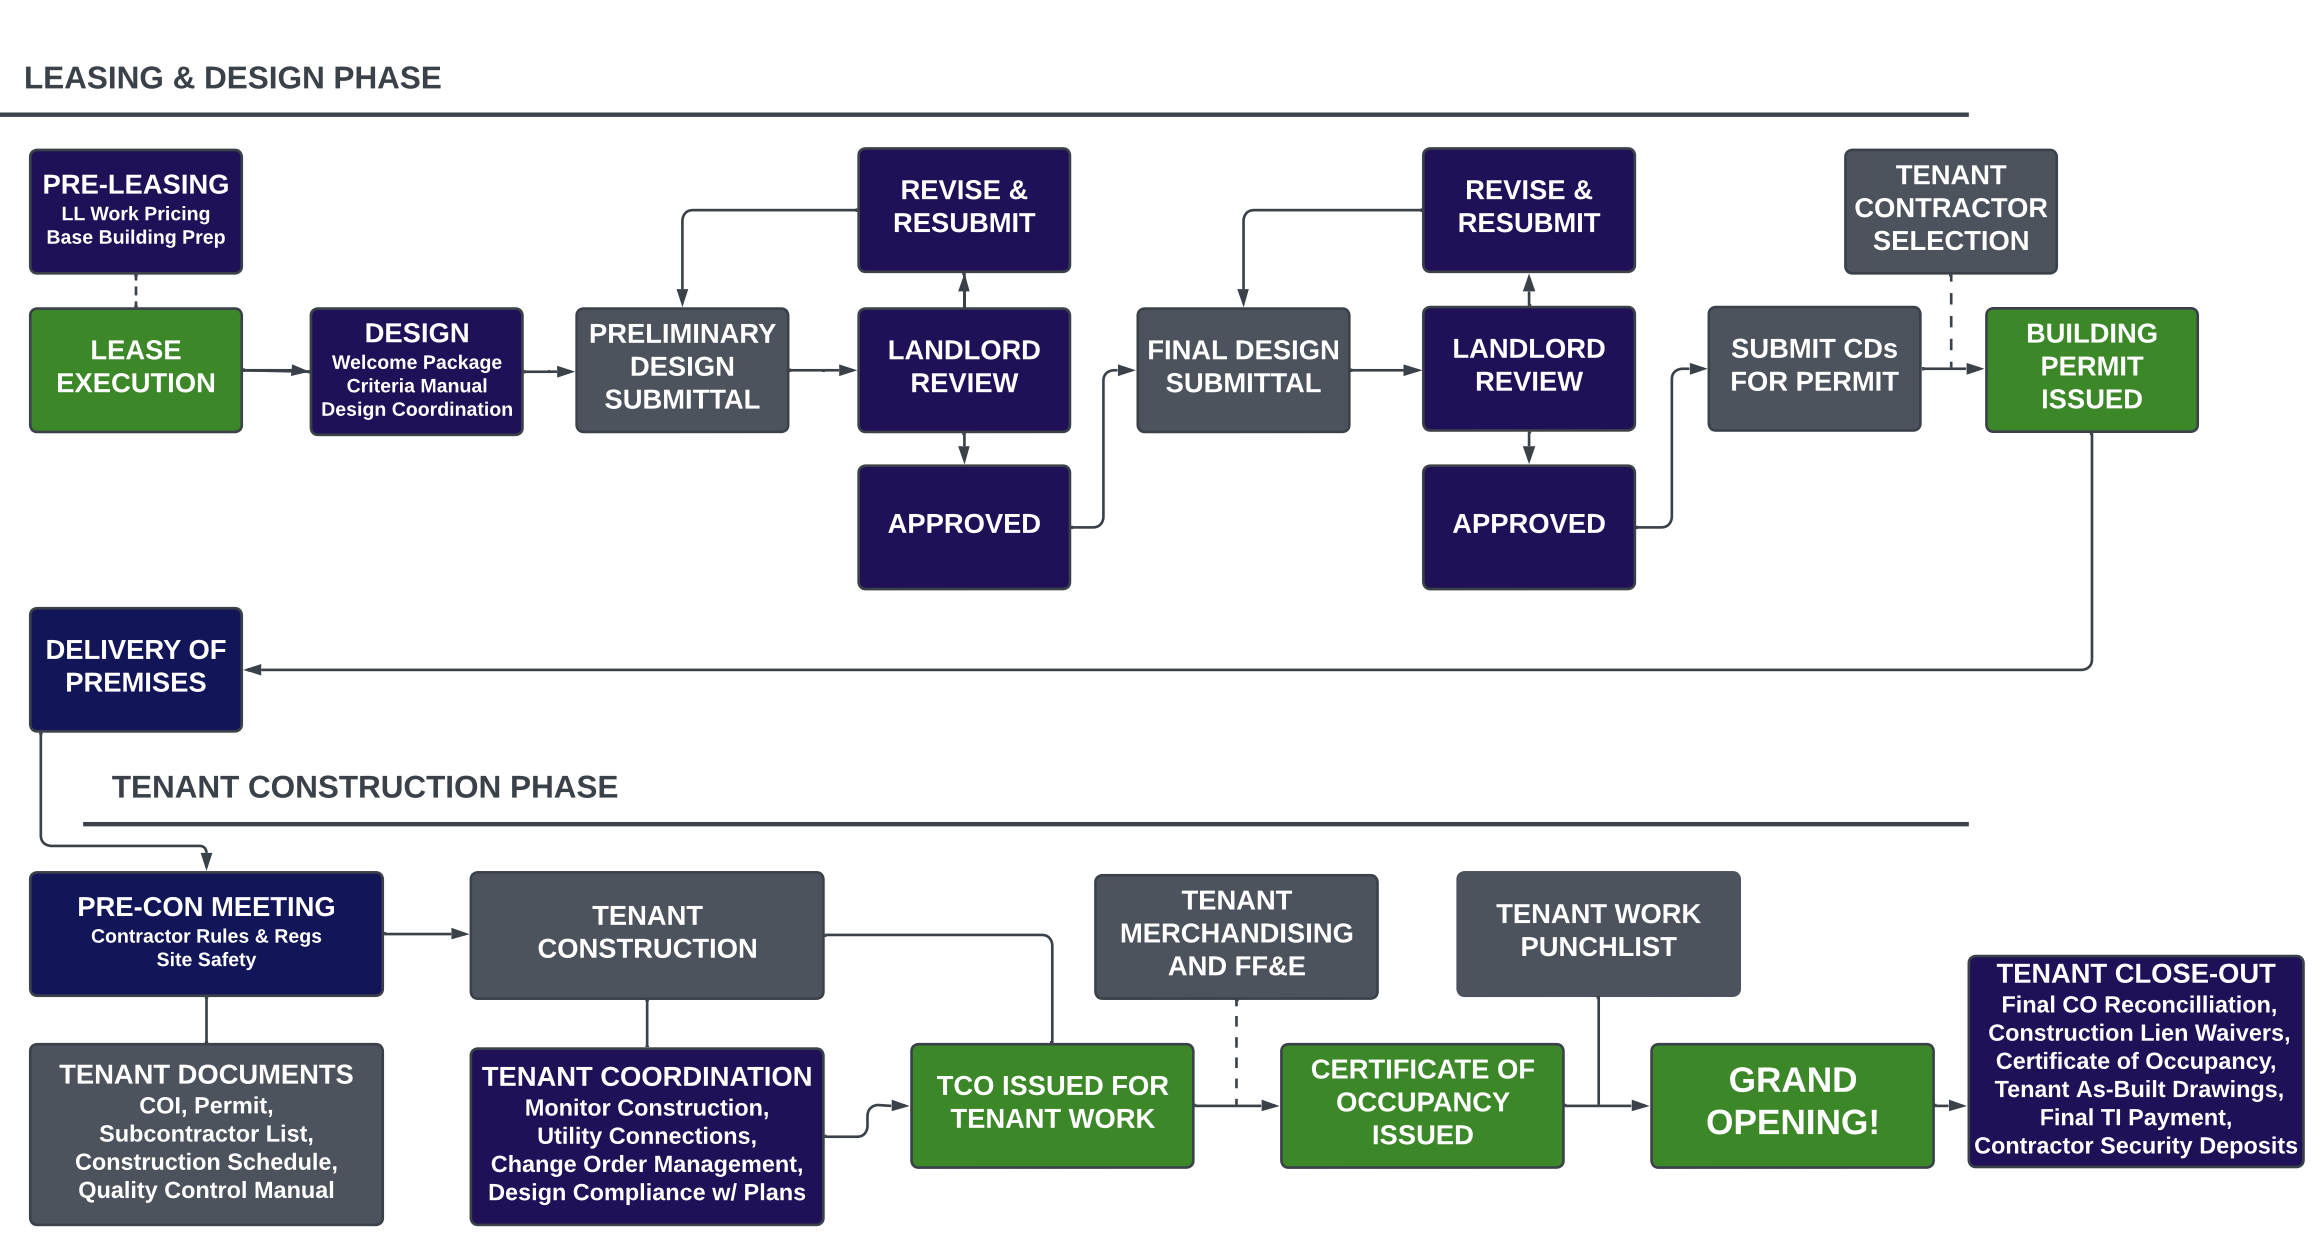 LEASING & DESIGN PHASE
PRE-LEASING
LL Work Pricing
Base Building Prep
REVISE &
RESUBMIT
REVISE &
RESUBMIT
TENANT
CONTRACTOR
SELECTION
LEASE
EXECUTION
DESIGN
Welcome Package
Criteria Manual
Design Coordination
PRELIMINARY
DESIGN
SUBMITTAL
LANDLORD
REVIEW
FINAL DESIGN
SUBMITTAL
LANDLORD
REVIEW
SUBMIT CDs
FOR PERMIT
BUILDING
PERMIT
ISSUED
APPROVED
APPROVED
DELIVERY OF
PREMISES
TENANT CONSTRUCTION PHASE
PRE-CON MEETING
Contractor Rules & Regs
Site Safety
TENANT
CONSTRUCTION
TENANT
MERCHANDISING
AND FF&E
TENANT WORK
PUNCHLIST
TENANT DOCUMENTS
COI, Permit,
Subcontractor List,
Construction Schedule,
Quality Control Manual
TENANT COORDINATION
Monitor Construction,
Utility Connections,
Change Order Management,
Design Compliance w/ Plans
TCO ISSUED FOR
TENANT WORK
CERTIFICATE OF
OCCUPANCY
ISSUED
GRAND
OPENING!
TENANT CLOSE-OUT
Final CO Reconcilliation,
Construction Lien Waivers,
Certificate of Occupancy,
Tenant As-Built Drawings,
Final TI Payment,
Contractor Security Deposits